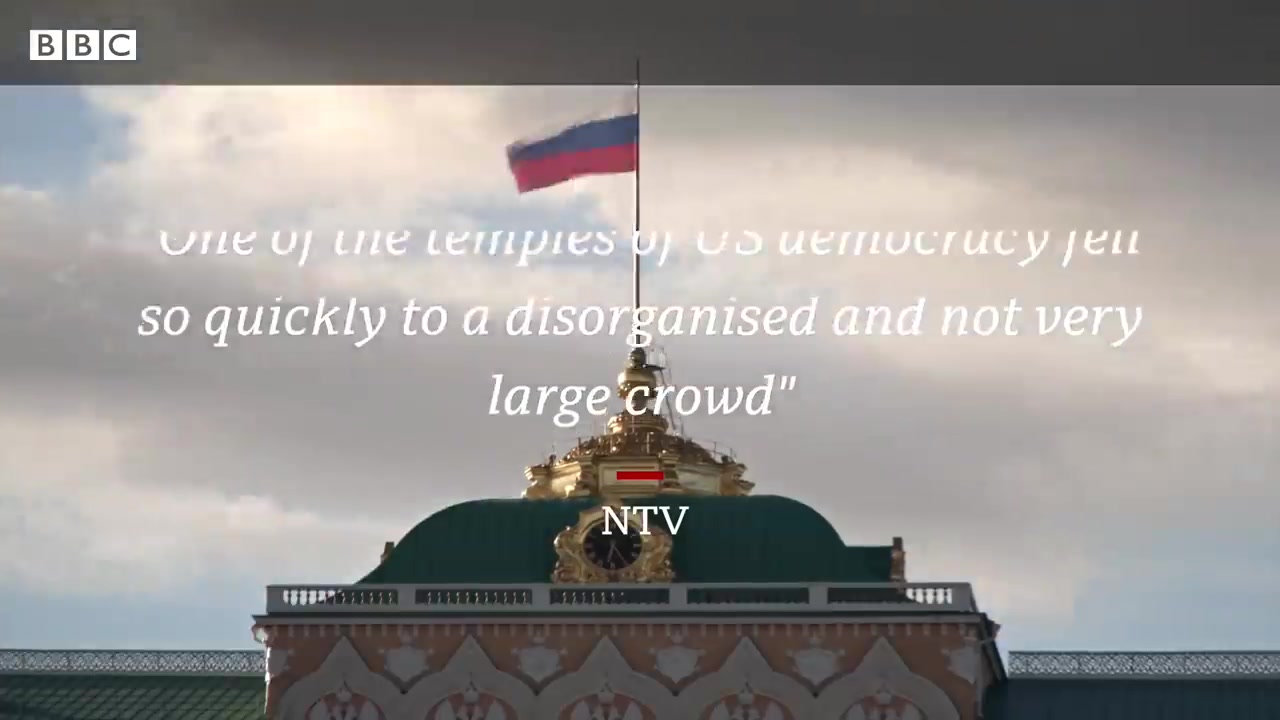 BBC
"One of the temples of US democracy fell
so quickly to a disorganised and not very
large crowd"
NTV